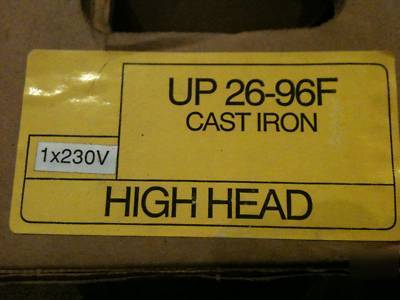 UP 26-96F
CAST IRON
1x230V
HIGH HEAD